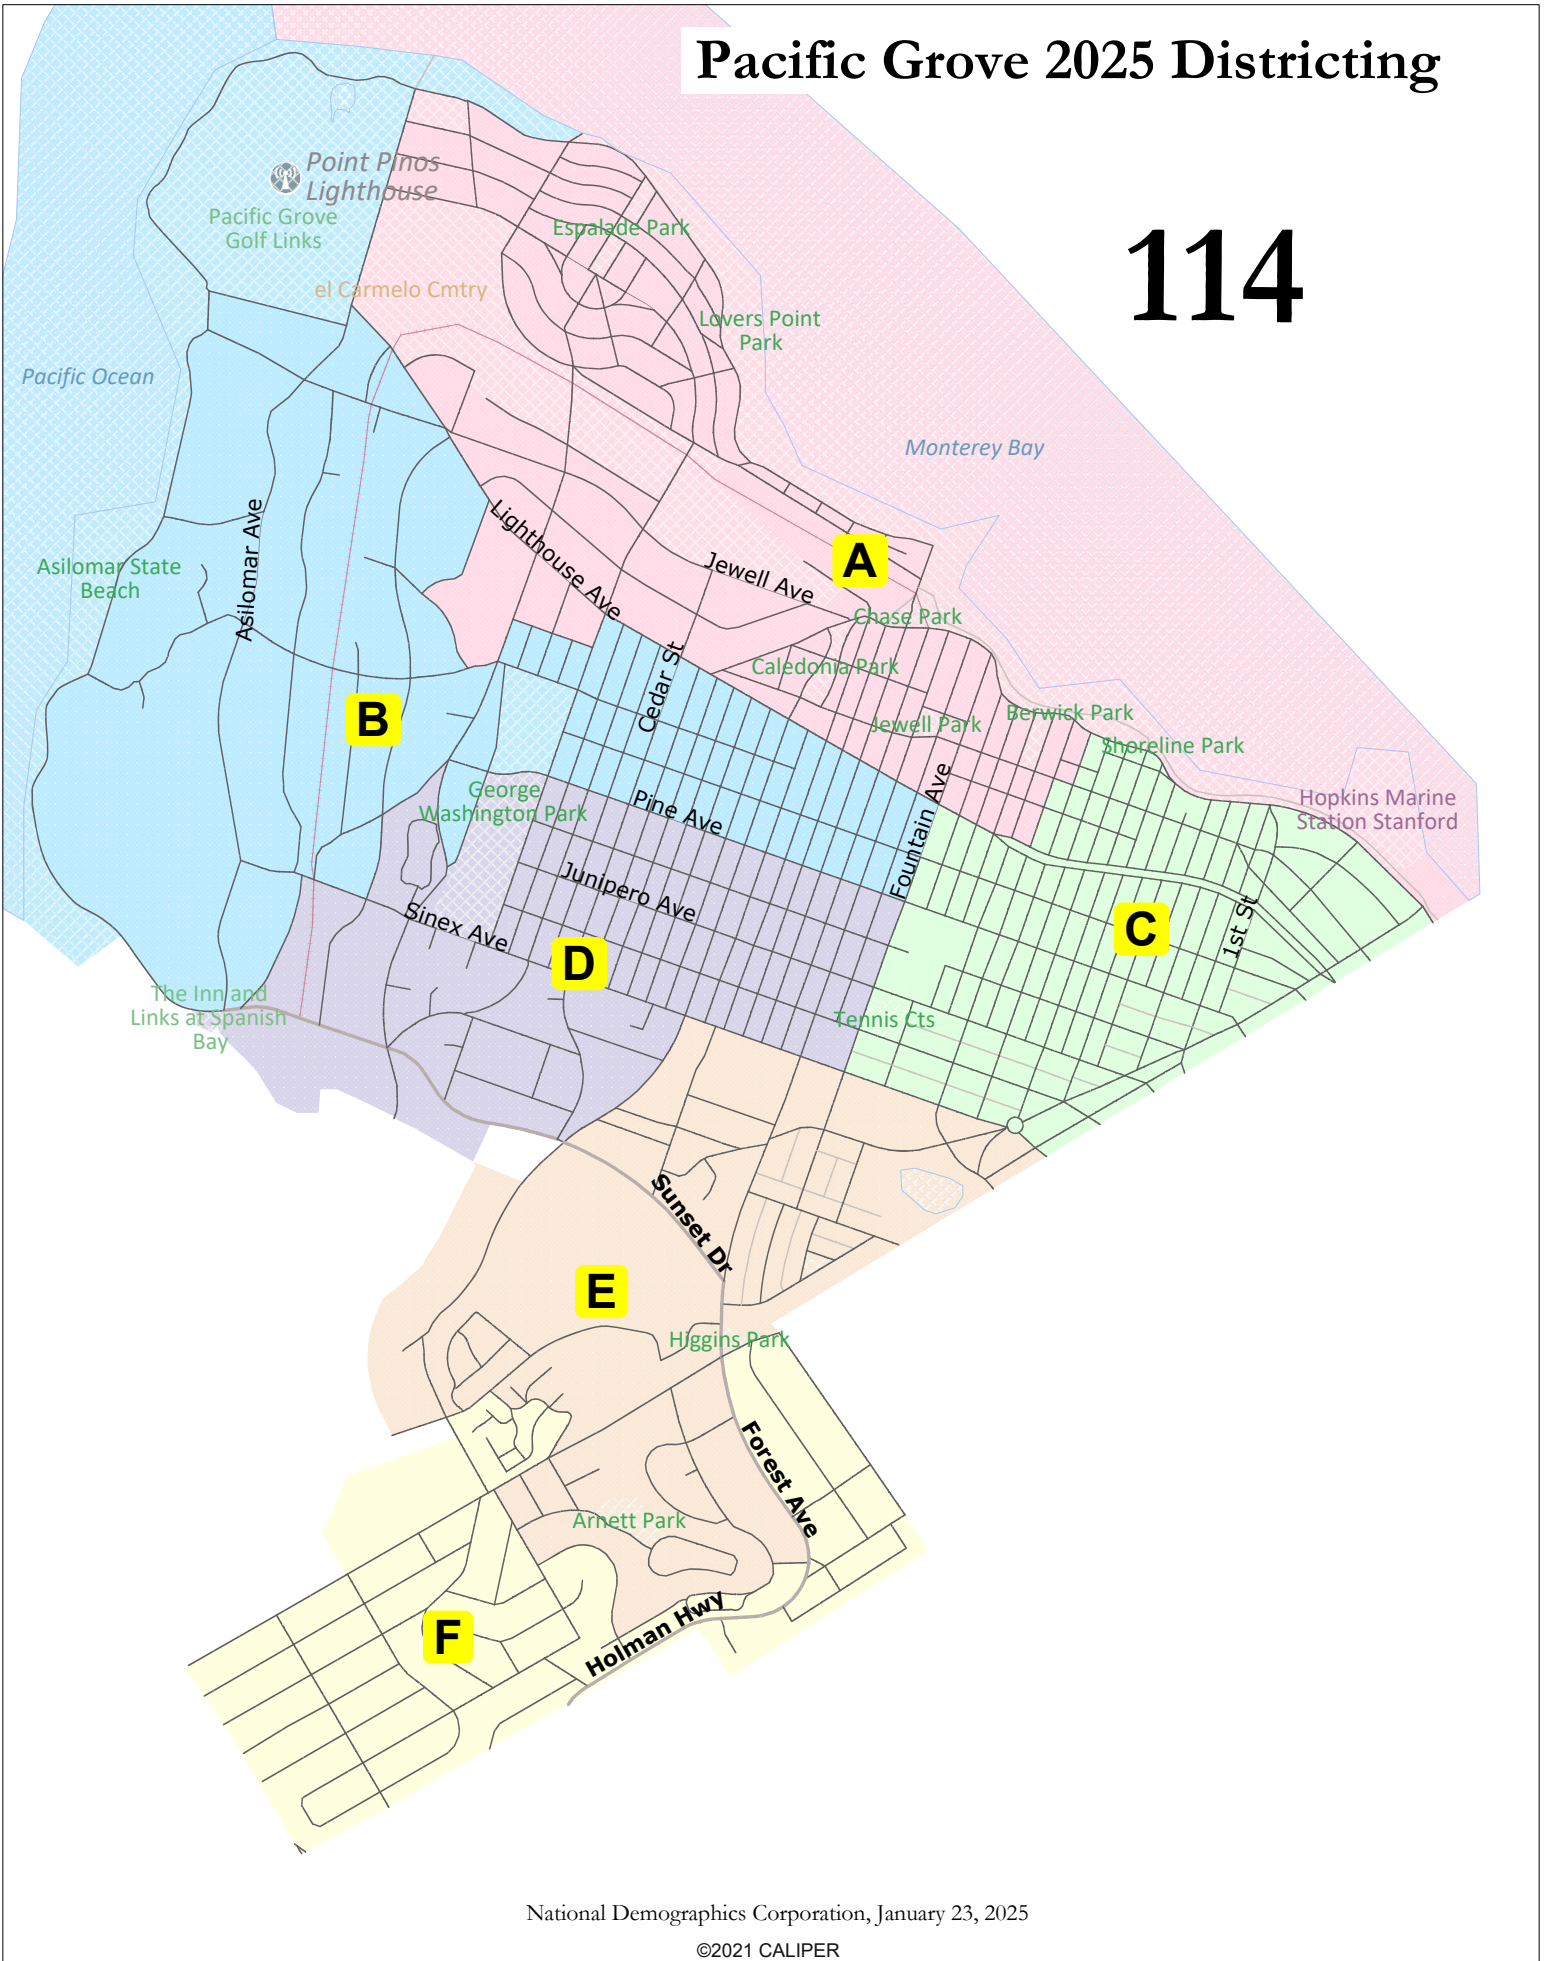 Pacific Grove 2025 Districting
114
Point Pinos
Lighthouse
Pacific Grove
Golf Links
Espalade Park
el Carmelo Cmtry
Lovers Point
Park
Pacific Ocean
Monterey Bay
Asilomar Ave
Lighthouse Ave
Jewell Ave
A
Asilomar State
Beach
Chase Park
Cedar St
Caledonia Park
B
Jewell Park
Berwick Park
Shoreline Park
George
Washington Park
Pine Ave
Fountain Ave
Hopkins Marine
Station Stanford
Junipero Ave
Sinex Ave
C
1st St
D
The Inn and
Links at Spanish
Bay
Tennis Cts
Sunset Dr
E
Higgins Park
Forest Ave
Arnett Park
F
Holman Hwy
National Demographics Corporation, January 23, 2025
©2021 CALIPER